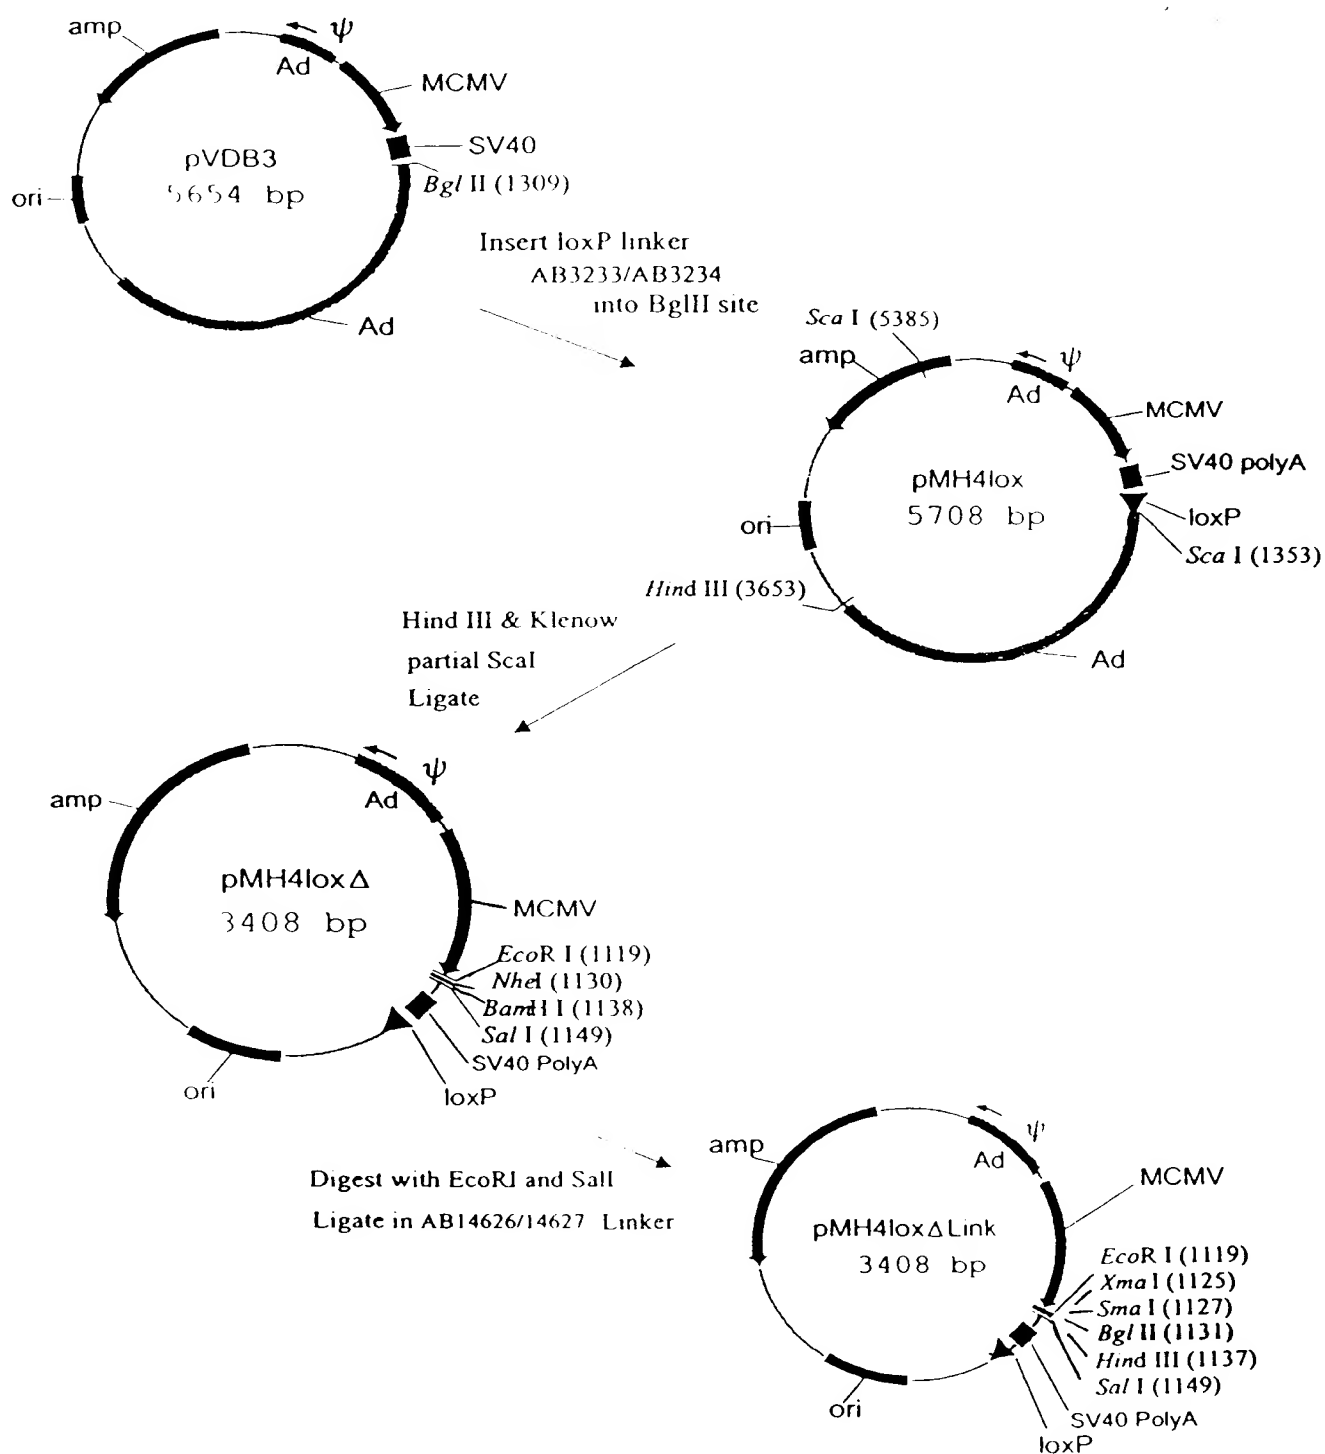 amp
ψ
Ad
MCMV
SV40
pVDB3
5654 bp
Bgl II (1309)
ori
Ad
Insert loxP linker
AB3233/AB3234
into BglII site
Sca I (5385)
amp
ψ
Ad
MCMV
SV40 polyA
pMH4lox
5708 bp
loxP
ori
Sca I (1353)
Hind III (3653)
Ad
Hind III & Klenow
partial ScaI
Ligate
ψ
Ad
amp
pMH4loxΔ
3408 bp
MCMV
EcoR I (1119)
NheI (1130)
BamH I (1138)
Sal I (1149)
SV40 PolyA
loxP
ori
Digest with EcoRI and SalI
Ligate in AB14626/14627 Linker
amp
ψ
Ad
MCMV
pMH4loxΔLink
3408 bp
EcoR I (1119)
Xma I (1125)
Sma I (1127)
Bgl II (1131)
Hind III (1137)
Sal I (1149)
SV40 PolyA
loxP
ori